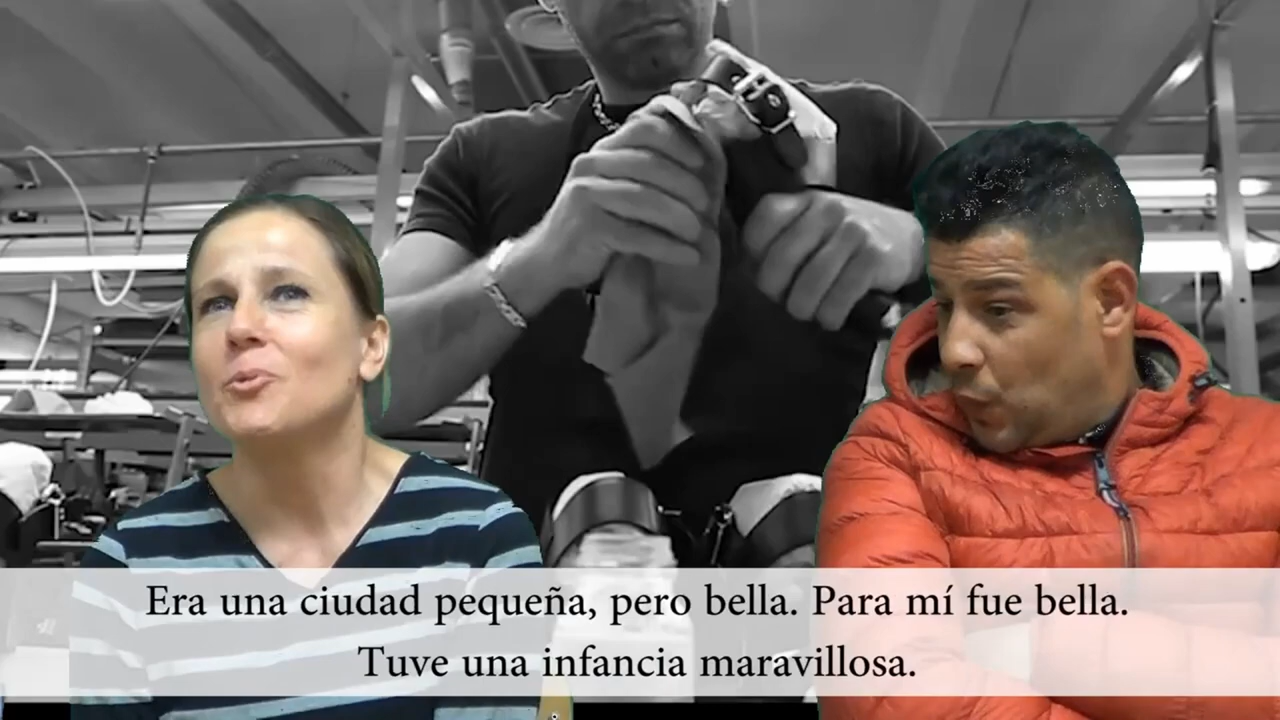 Era una ciudad pequeña, pero bella. Para mí fue bella.
Tuve una infancia maravillosa.